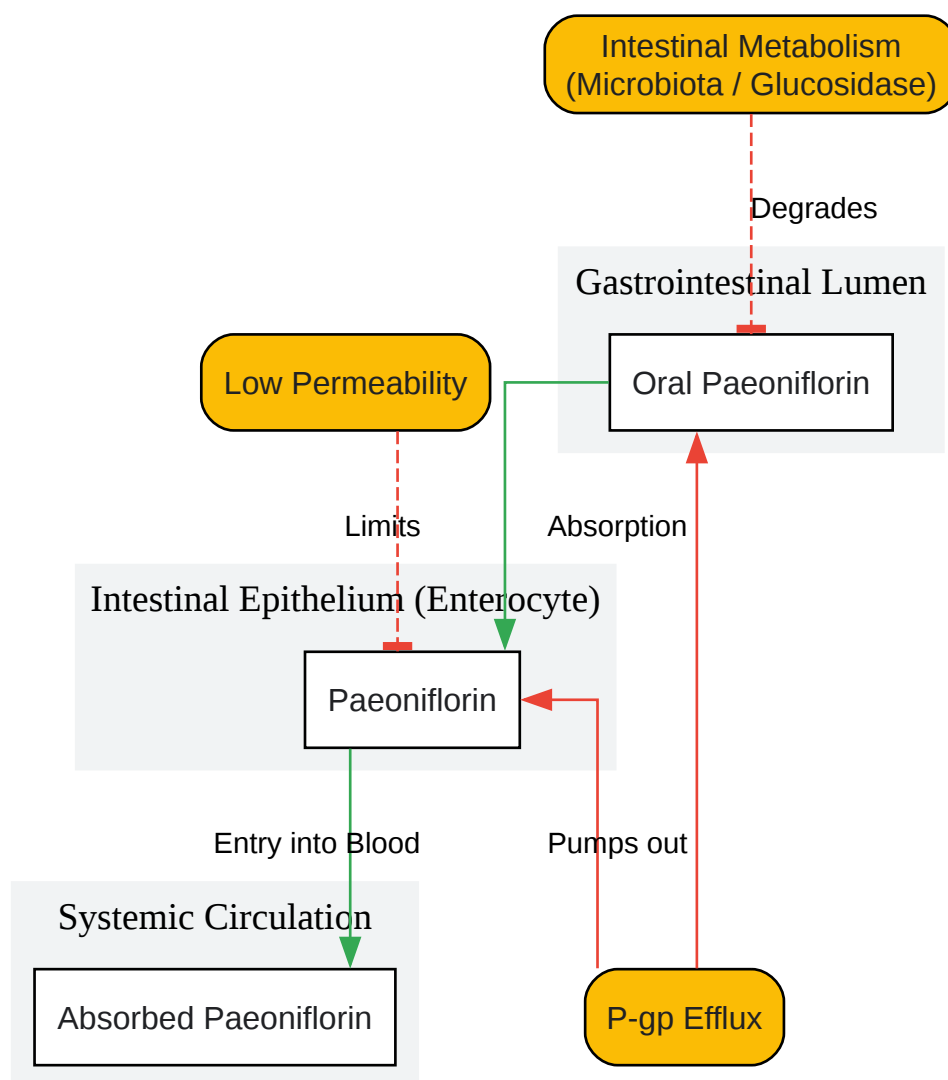 Intestinal Metabolism
(Microbiota / Glucosidase)
Degrades
Gastrointestinal Lumen
Low Permeability
Oral Paeoniflorin
Limits
Absorption
Intestinal Epithelium (Enterocyte)
Paeoniflorin
Entry into Blood
Pumps out
Systemic Circulation
Absorbed Paeoniflorin
P-gp Efflux